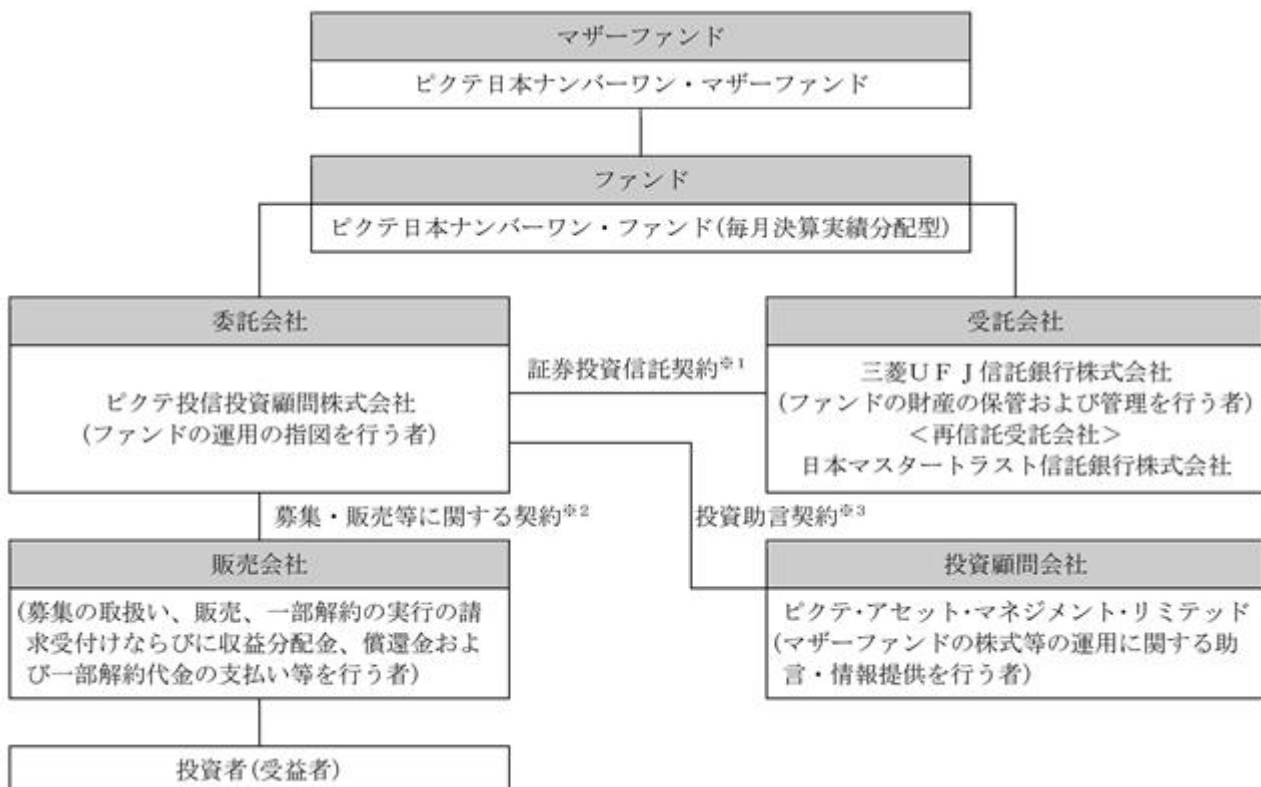 マザーファンド
ピクテ日本ナンバーワン・マザーファンド
ファンド
ピクテ日本ナンバーワン・ファンド(毎月決算実績分配型)
委託会社
ピクテ投信投資顧問株式会社
(ファンドの運用の指図を行う者)
証券投資信託契約※1
受託会社
三菱UFJ信託銀行株式会社
(ファンドの財産の保管および管理を行う者)
<再信託受託会社>
日本マスタートラスト信託銀行株式会社
募集・販売等に関する契約※2
投資助言契約※3
販売会社
(募集の取扱い、販売、一部解約の実行の請
求受付けならびに収益分配金、償還金およ
び一部解約代金の支払い等を行う者)
投資顧問会社
ピクテ・アセット・マネジメント・リミテッド
(マザーファンドの株式等の運用に関する助
言・情報提供を行う者)
投資者(受益者)